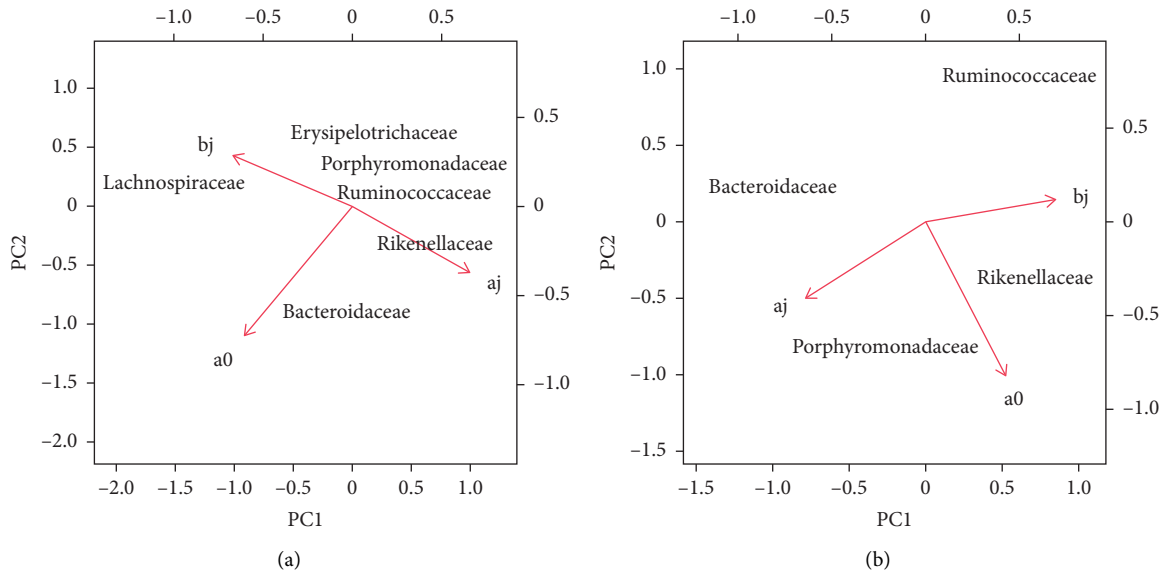 −1.0 −0.5 0 0.5
1.0
0.5
0
−0.5
−1.0
−1.5
−2.0
PC2
0.5
0
−0.5
−1.0
bj
Erysipelotrichaceae
Porphyromonadaceae
Lachnospiraceae
Ruminococcaceae
Rikenellaceae
aj
Bacteroidaceae
a0
−2.0 −1.5 −1.0 −0.5 0 0.5 1.0
PC1
(a)
−1.0 −0.5 0 0.5
1.0
0.5
0
−0.5
−1.0
−1.5
PC2
0.5
0
−0.5
−1.0
Ruminococcaceae
Bacteroidaceae
bj
Rikenellaceae
aj
Porphyromonadaceae
a0
−1.5 −1.0 −0.5 0 0.5 1.0
PC1
(b)